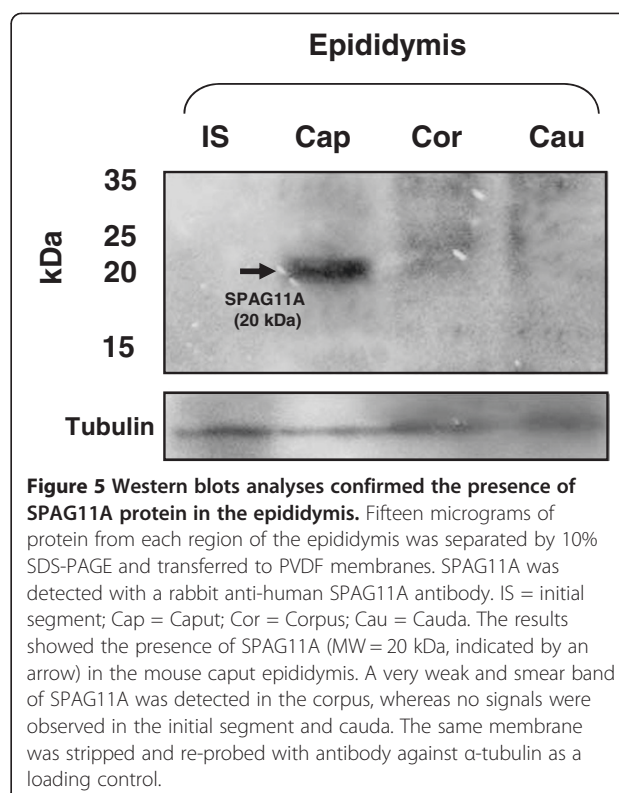 Epididymis
IS Cap Cor Cau
35
25
20
15
kDa
SPAG11A
(20 kDa)
Tubulin
Figure 5 Western blots analyses confirmed the presence of
SPAG11A protein in the epididymis. Fifteen micrograms of
protein from each region of the epididymis was separated by 10%
SDS-PAGE and transferred to PVDF membranes. SPAG11A was
detected with a rabbit anti-human SPAG11A antibody. IS = initial
segment; Cap = Caput; Cor = Corpus; Cau = Cauda. The results
showed the presence of SPAG11A (MW = 20 kDa, indicated by an
arrow) in the mouse caput epididymis. A very weak and smear band
of SPAG11A was detected in the corpus, whereas no signals were
observed in the initial segment and cauda. The same membrane
was stripped and re-probed with antibody against α-tubulin as a
loading control.